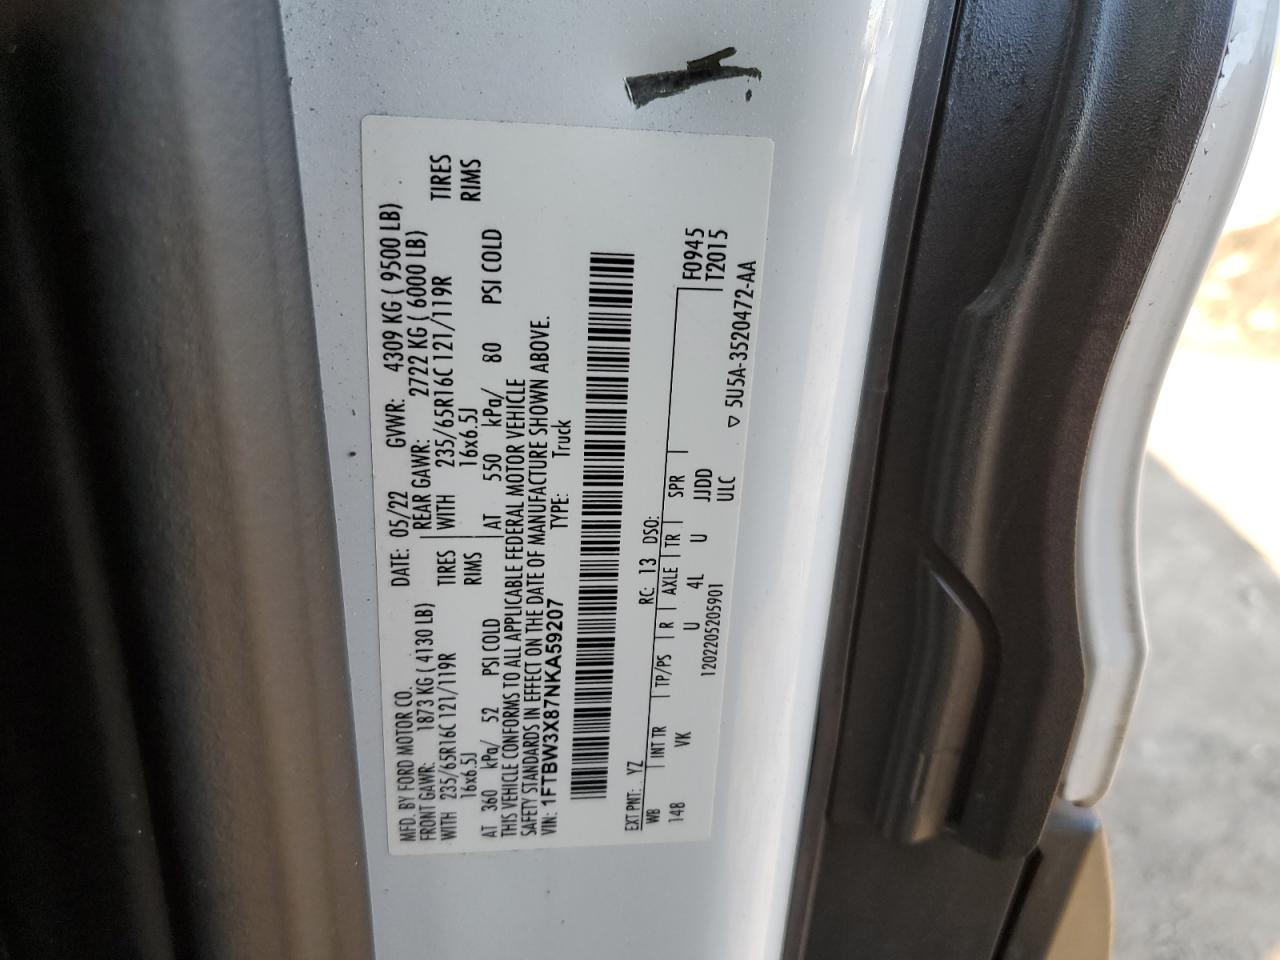 MFD. BY FORD MOTOR CO. DATE: 05/22 GVWR: 4309 KG ( 9500 LB)
FRONT GAWR: 1873 KG ( 4130 LB) REAR GAWR: 2722 KG ( 6000 LB)
WITH 235/65R16C 121/119R TIRES WITH 235/65R16C 121/119R TIRES
16x6.5J RIMS 16x6.5J RIMS
AT 360 kPa/ 52 PSI COLD AT 550 kPa/ 80 PSI COLD
THIS VEHICLE CONFORMS TO ALL APPLICABLE FEDERAL MOTOR VEHICLE
SAFETY STANDARDS IN EFFECT ON THE DATE OF MANUFACTURE SHOWN ABOVE.
VIN: 1FTBW3X87NKA59207 TYPE: Truck
EXT PNT: YZ RC: 13 DSO:
WB INT TR TP/PS R AXLE TR SPR F0945
148 VK U 4L U JJDD T2015
1202205205901 ULC
▽ 5U5A-3520472-AA